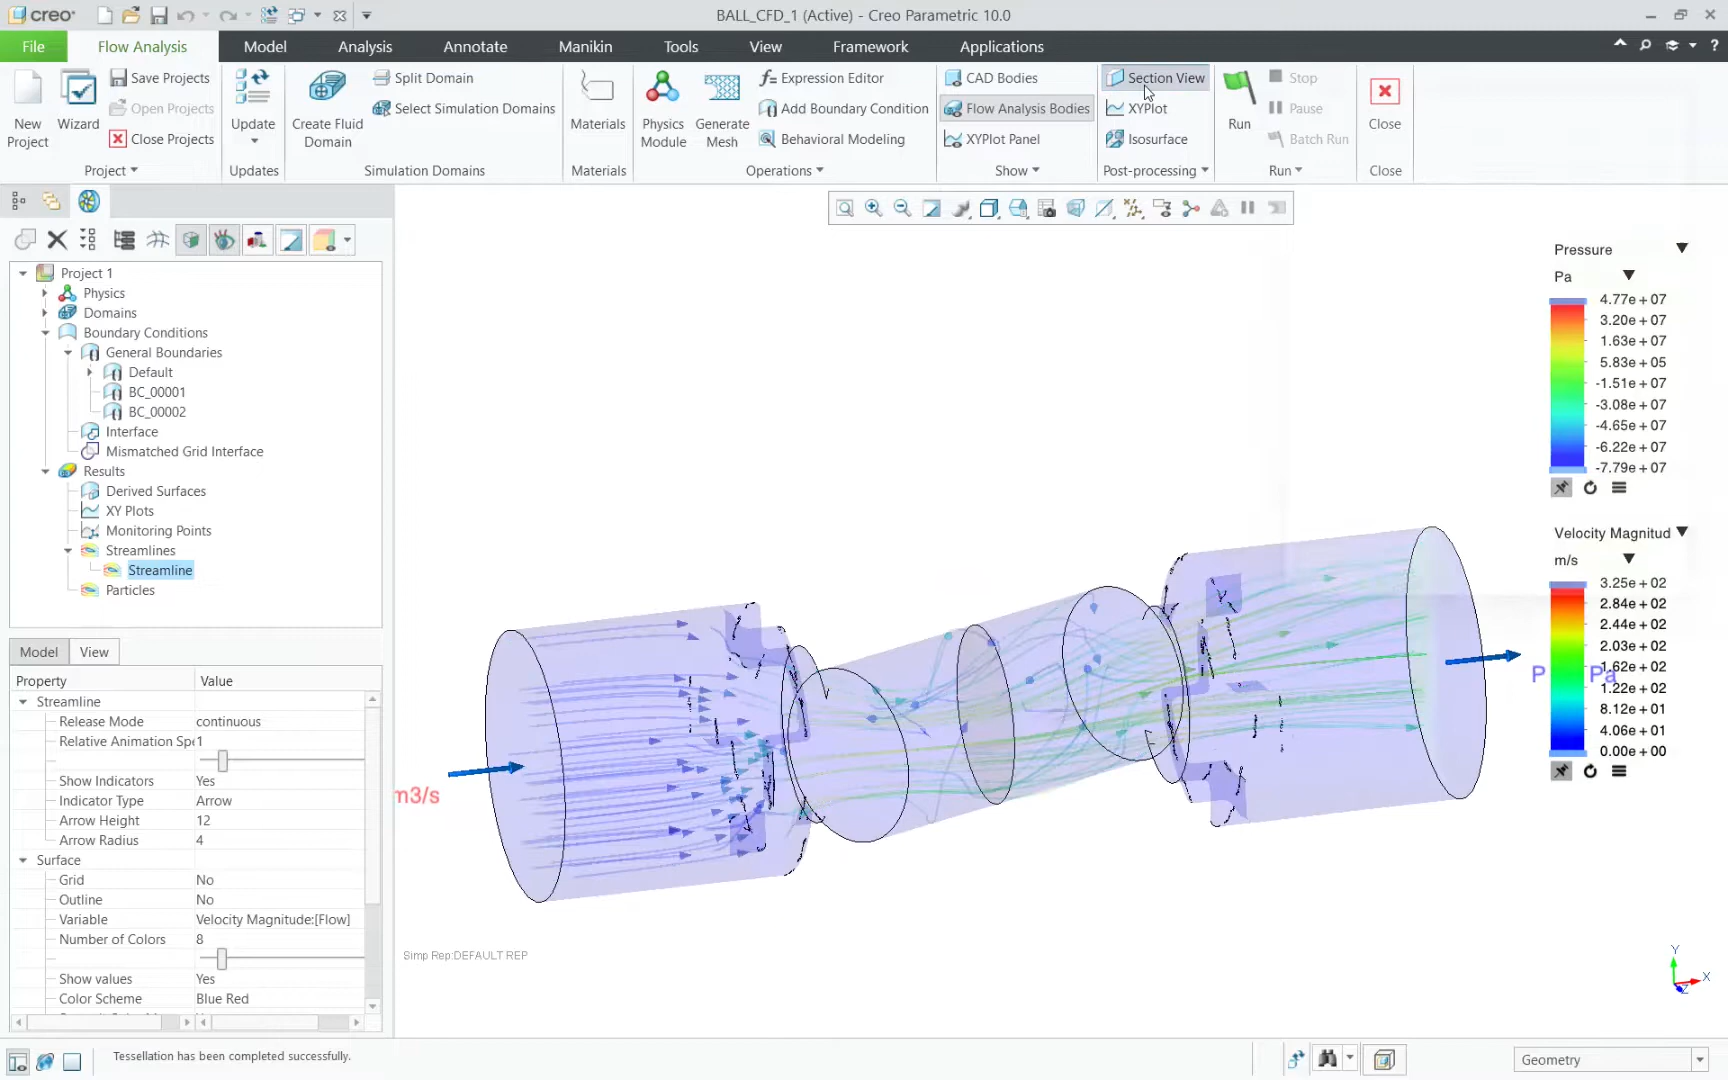 creo
BALL_CFD_1 (Active) - Creo Parametric 10.0
File
Flow Analysis
Model
Analysis
Annotate
Manikin
Tools
View
Framework
Applications
New
Project
Wizard
Save Projects
Open Projects
Close Projects
Project
Update
Updates
Create Fluid
Domain
Split Domain
Select Simulation Domains
Simulation Domains
Materials
Materials
Physics
Module
Generate
Mesh
Expression Editor
Add Boundary Condition
Behavioral Modeling
Operations
CAD Bodies
Flow Analysis Bodies
XYPlot Panel
Show
Section View
XYPlot
Isosurface
Post-processing
Run
Stop
Pause
Batch Run
Run
Close
Close
Project 1
Physics
Domains
Boundary Conditions
General Boundaries
Default
BC_00001
BC_00002
Interface
Mismatched Grid Interface
Results
Derived Surfaces
XY Plots
Monitoring Points
Streamlines
Streamline
Particles
Model
View
Property
Value
Streamline
Release Mode
continuous
Relative Animation Spe
1
Show Indicators
Yes
Indicator Type
Arrow
Arrow Height
12
Arrow Radius
4
Surface
Grid
No
Outline
No
Variable
Velocity Magnitude:[Flow]
Number of Colors
8
Show values
Yes
Color Scheme
Blue Red
m3/s
Simp Rep:DEFAULT REP
Pressure
Pa
4.77e+07
3.20e+07
1.63e+07
5.83e+05
-1.51e+07
-3.08e+07
-4.65e+07
-6.22e+07
-7.79e+07
Velocity Magnitud
m/s
3.25e+02
2.84e+02
2.44e+02
2.03e+02
1.62e+02
1.22e+02
8.12e+01
4.06e+01
0.00e+00
P
Pa
Y
X
Z
Tessellation has been completed successfully.
Geometry